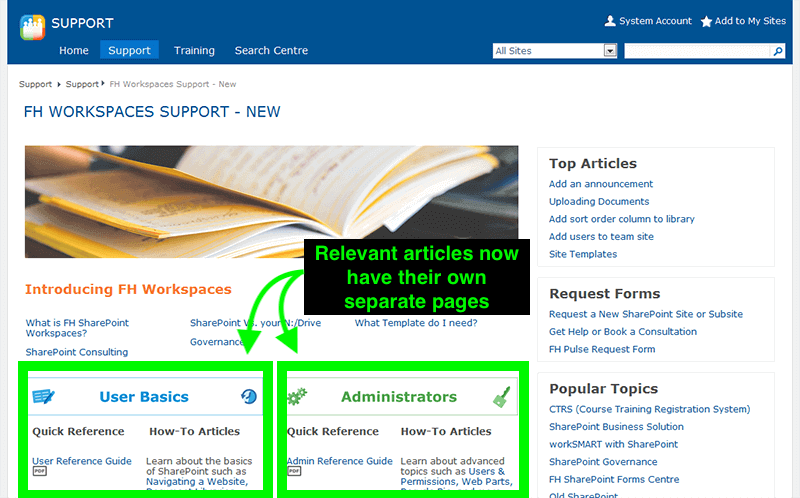 SUPPORT
System Account
Add to My Sites
Home
Support
Training
Search Centre
All Sites
Support
Support
FH Workspaces Support - New
FH WORKSPACES SUPPORT - NEW
Relevant articles now
have their own
separate pages
Introducing FH Workspaces
What is FH SharePoint
Workspaces?
SharePoint Consulting
SharePoint Vs. your N:/Drive
Governance
What Template do I need?
User Basics
Quick Reference
How-To Articles
User Reference Guide
PDF
Learn about the basics
of SharePoint such as
Navigating a Website,
Administrators
Quick Reference
How-To Articles
Admin Reference Guide
PDF
Learn about advanced
topics such as Users &
Permissions, Web Parts,
Top Articles
Add an announcement
Uploading Documents
Add sort order column to library
Add users to team site
Site Templates
Request Forms
Request a New SharePoint Site or Subsite
Get Help or Book a Consultation
FH Pulse Request Form
Popular Topics
CTRS (Course Training Registration System)
SharePoint Business Solution
workSMART with SharePoint
SharePoint Governance
FH SharePoint Forms Centre
Old SharePoint